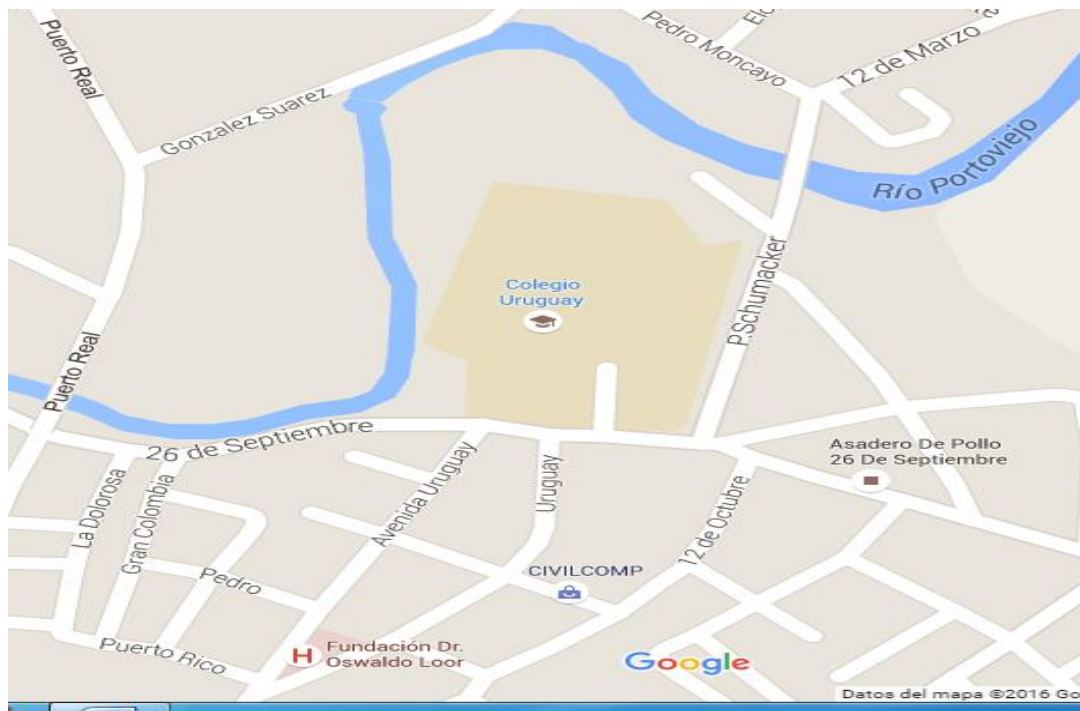 Puerto Real
Gonzalez Suarez
Pedro Moncayo
12 de Marzo
Río Portoviejo
Colegio
Uruguay
P.Schumacker
Puerto Real
26 de Septiembre
Asadero De Pollo
26 De Septiembre
La Dolorosa
Gran Colombia
Avenida Uruguay
Uruguay
12 de Octubre
CIVILCOMP
Pedro
Puerto Rico
H
Fundación Dr.
Oswaldo Loor
Google
Datos del mapa ©2016 Go